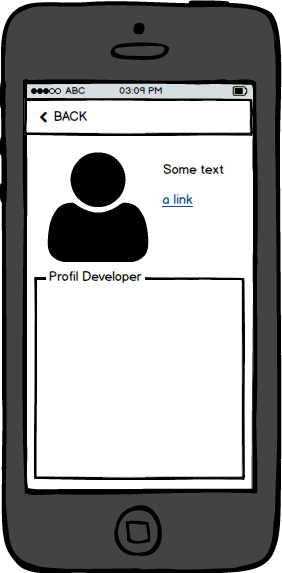 ABC 03:09 PM
BACK
Some text
a link
Profil Developer